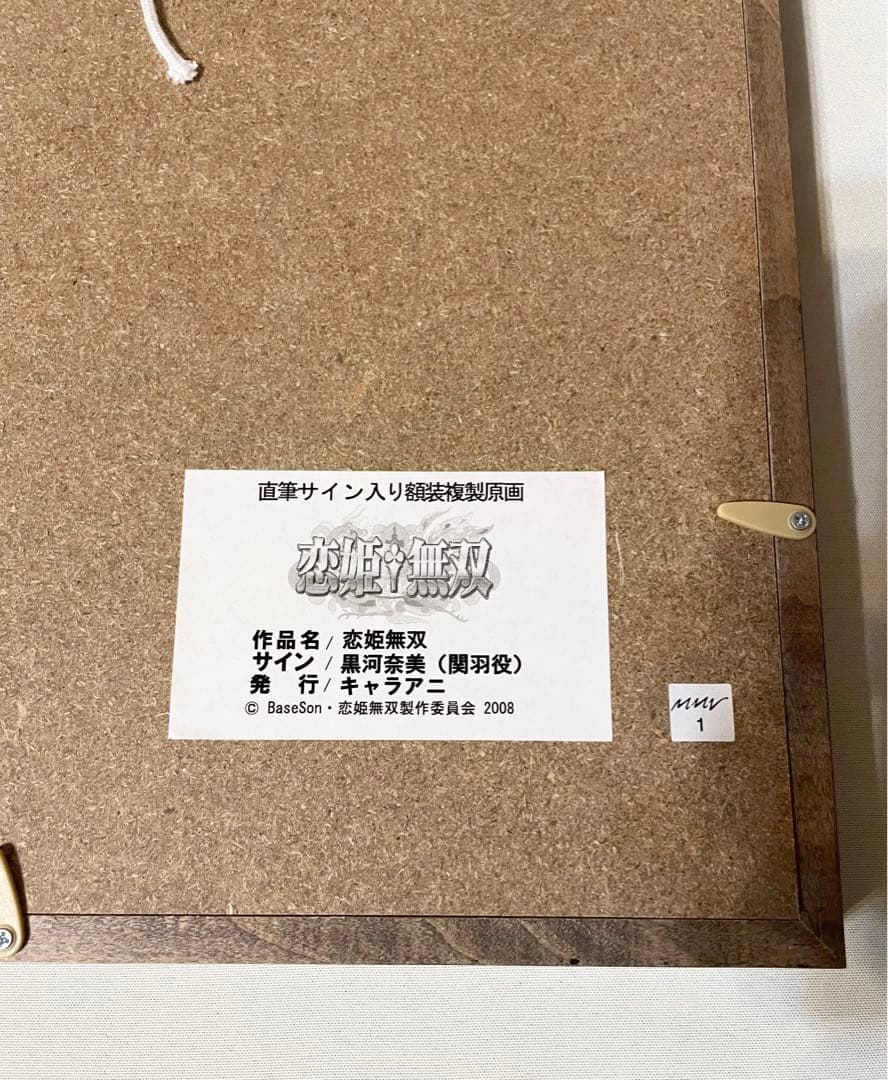 直筆サイン入り額装複製原画
恋姫†無双
作品名/恋姫無双
サイン/黒河奈美(関羽役)
発 行/キャラアニ
© BaseSon・恋姫無双製作委員会 2008
1